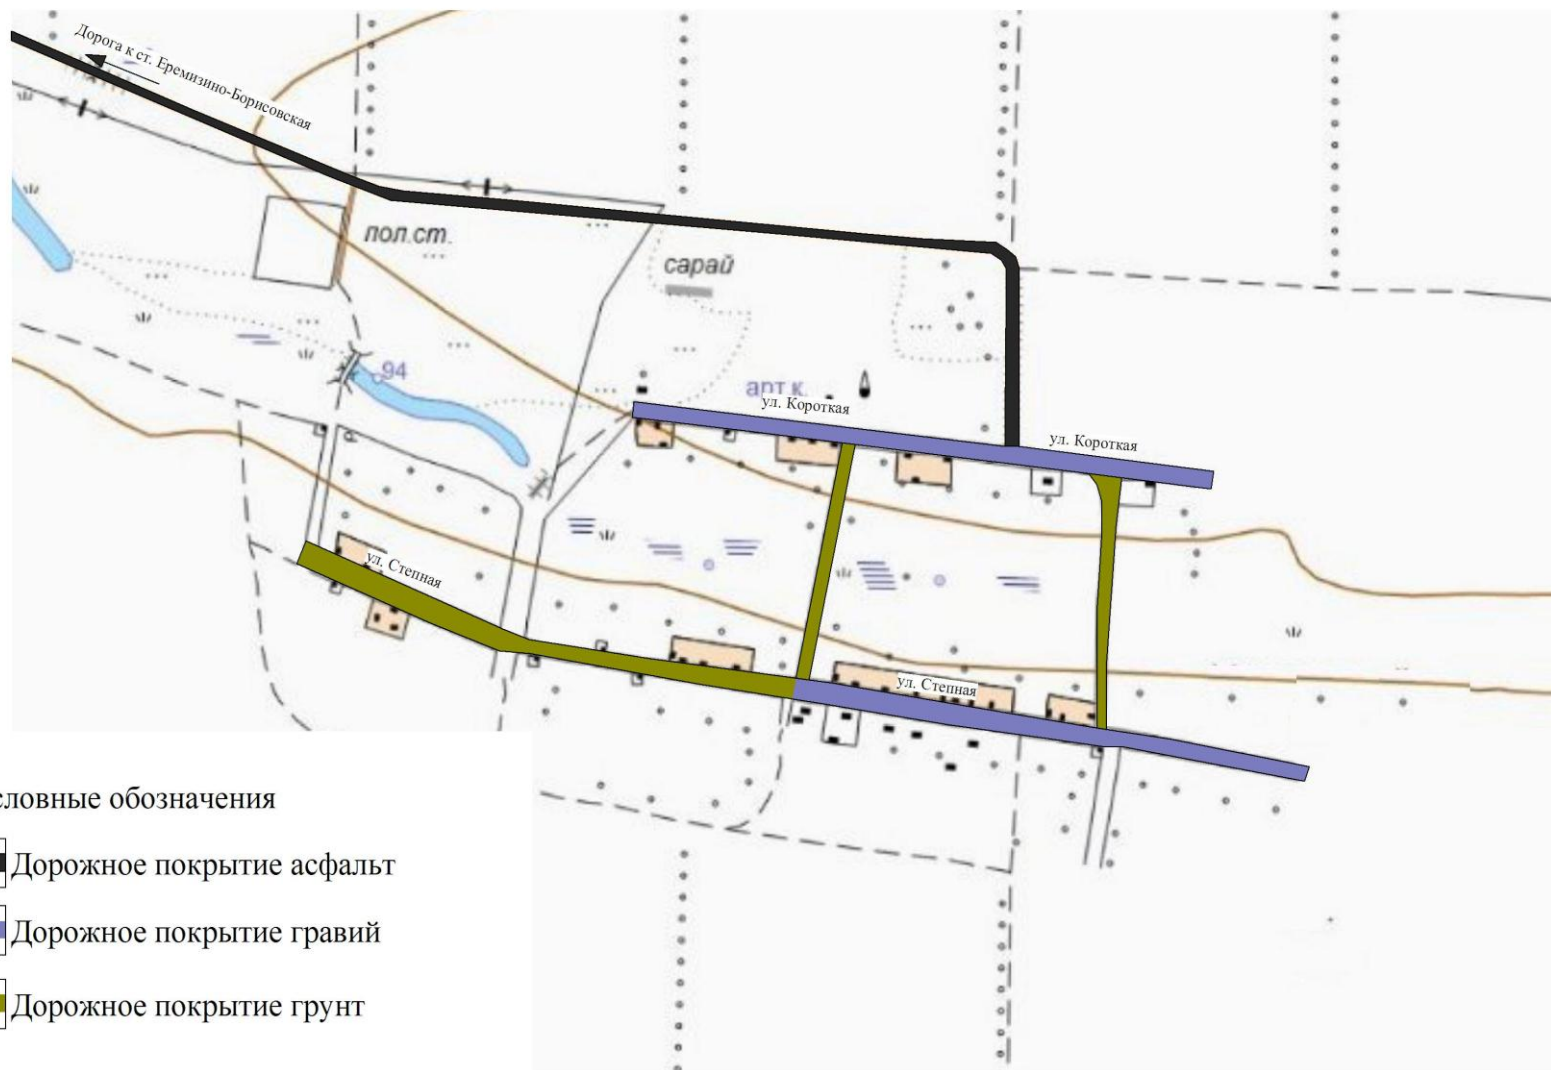 Дорога к ст. Еремизино-Борисовская
пол.ст.
сарай
94
арт.к.
ул. Короткая
ул. Короткая
ул. Степная
ул. Степная
словные обозначения
Дорожное покрытие асфальт
Дорожное покрытие гравий
Дорожное покрытие грунт